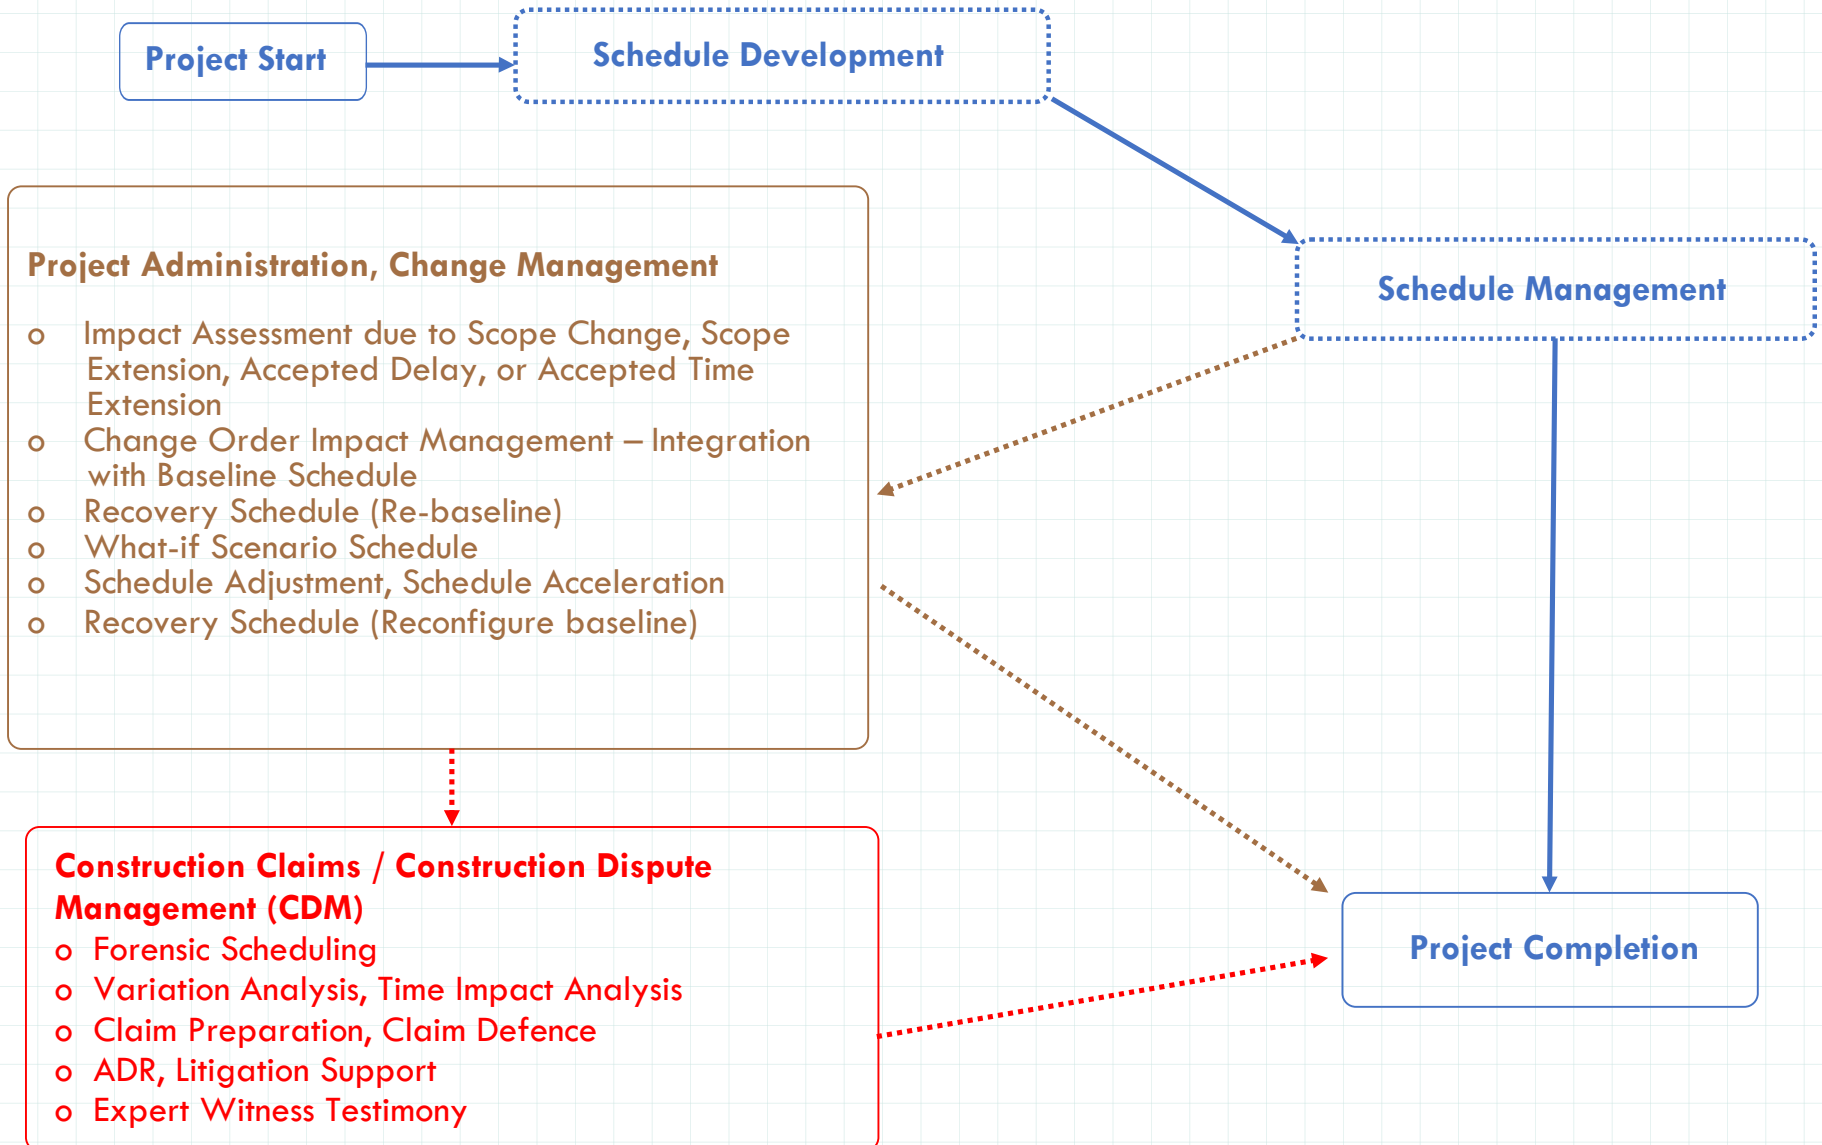 Project Start
Schedule Development
Schedule Management
Project Administration, Change Management
o Impact Assessment due to Scope Change, Scope
Extension, Accepted Delay, or Accepted Time
Extension
o Change Order Impact Management – Integration
with Baseline Schedule
o Recovery Schedule (Re-baseline)
o What-if Scenario Schedule
o Schedule Adjustment, Schedule Acceleration
o Recovery Schedule (Reconfigure baseline)
Construction Claims / Construction Dispute
Management (CDM)
o Forensic Scheduling
o Variation Analysis, Time Impact Analysis
o Claim Preparation, Claim Defence
o ADR, Litigation Support
o Expert Witness Testimony
Project Completion